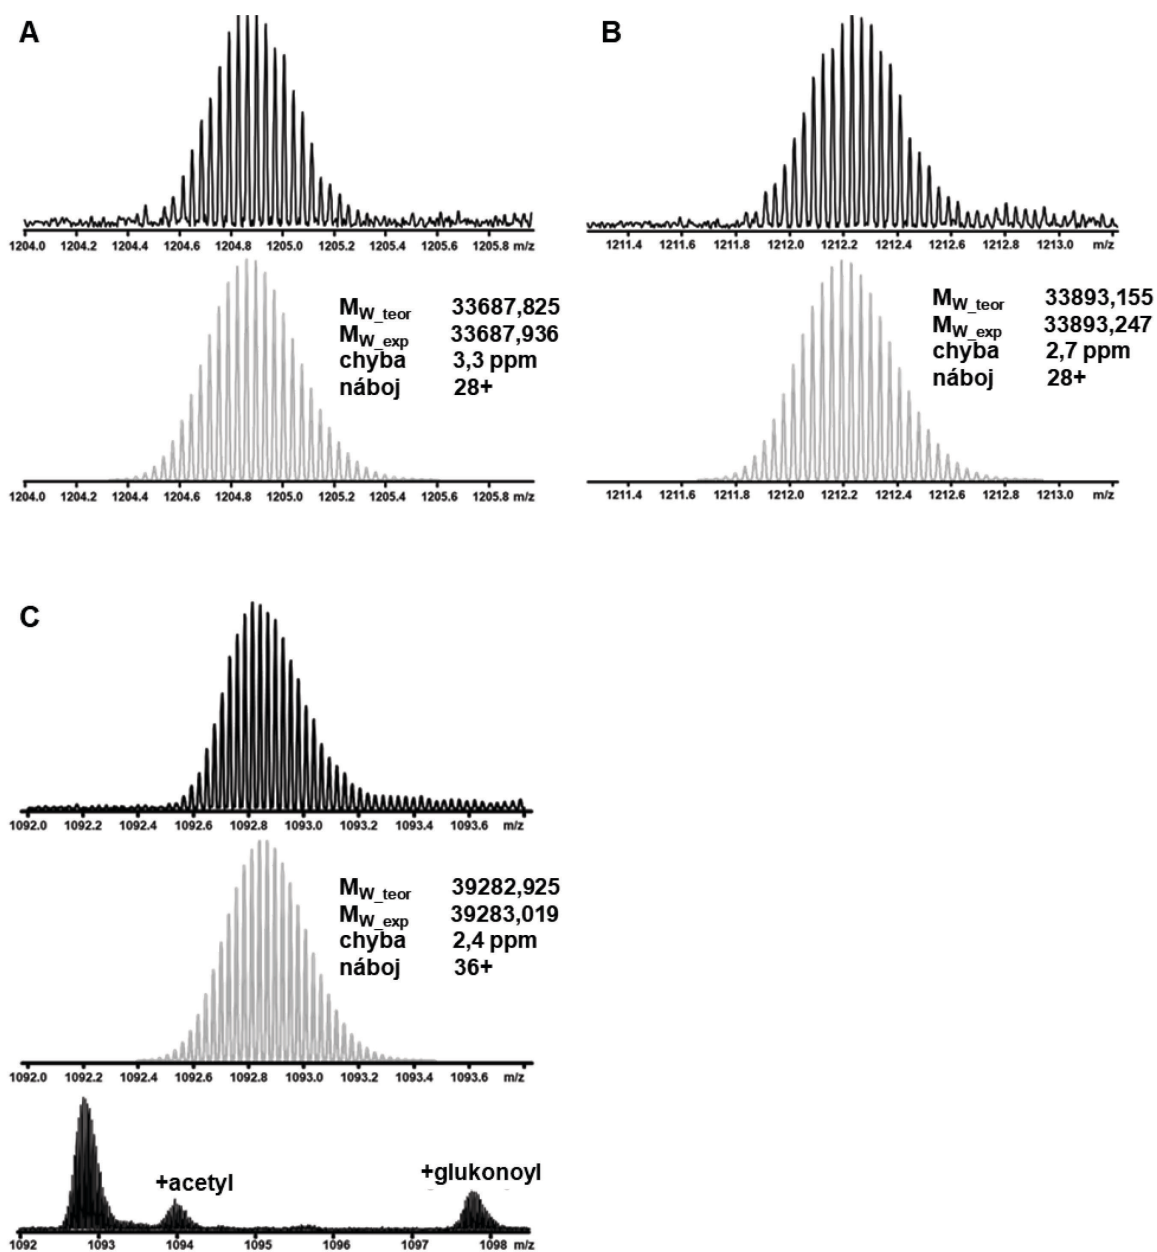 A
1204.0 1204.2 1204.4 1204.6 1204.8 1205.0 1205.2 1205.4 1205.6 1205.8 m/z
MW_teor 33687,825
MW_exp 33687,936
chyba 3,3 ppm
náboj 28+
1204.0 1204.2 1204.4 1204.6 1204.8 1205.0 1205.2 1205.4 1205.6 1205.8 m/z
B
1211.4 1211.6 1211.8 1212.0 1212.2 1212.4 1212.6 1212.8 1213.0 m/z
MW_teor 33893,155
MW_exp 33893,247
chyba 2,7 ppm
náboj 28+
1211.4 1211.6 1211.8 1212.0 1212.2 1212.4 1212.6 1212.8 1213.0 m/z
C
1092.0 1092.2 1092.4 1092.6 1092.8 1093.0 1093.2 1093.4 1093.6 m/z
MW_teor 39282,925
MW_exp 39283,019
chyba 2,4 ppm
náboj 36+
1092.0 1092.2 1092.4 1092.6 1092.8 1093.0 1093.2 1093.4 1093.6 m/z
+acetyl +glukonoyl
1092 1093 1094 1095 1096 1097 1098 m/z